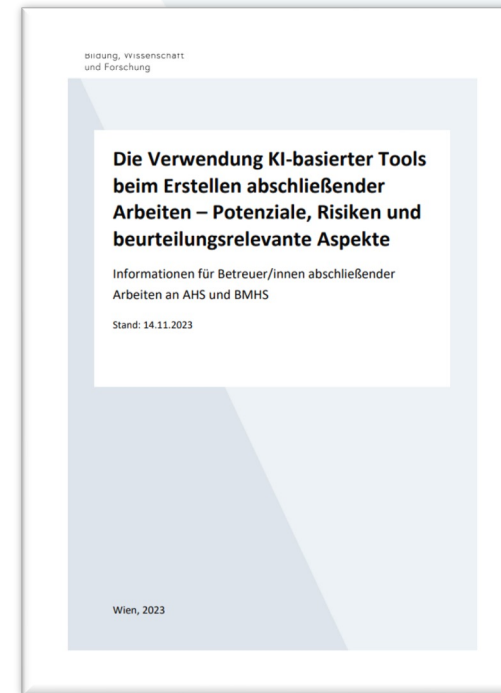 Bildung, Wissenschaft
und Forschung
Die Verwendung KI-basierter Tools
beim Erstellen abschließender
Arbeiten – Potenziale, Risiken und
beurteilungsrelevante Aspekte
Informationen für Betreuer/innen abschließender
Arbeiten an AHS und BMHS
Stand: 14.11.2023
Wien, 2023